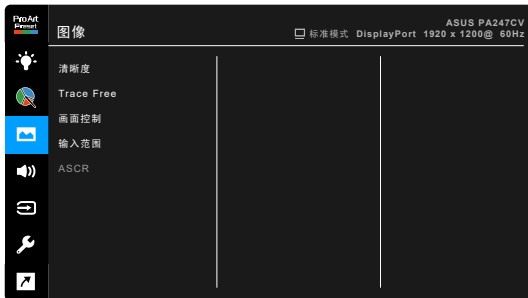 ProArt
Preset
图像
ASUS PA247CV
标准模式 DisplayPort 1920 x 1200@ 60Hz
清晰度
Trace Free
画面控制
输入范围
ASCR